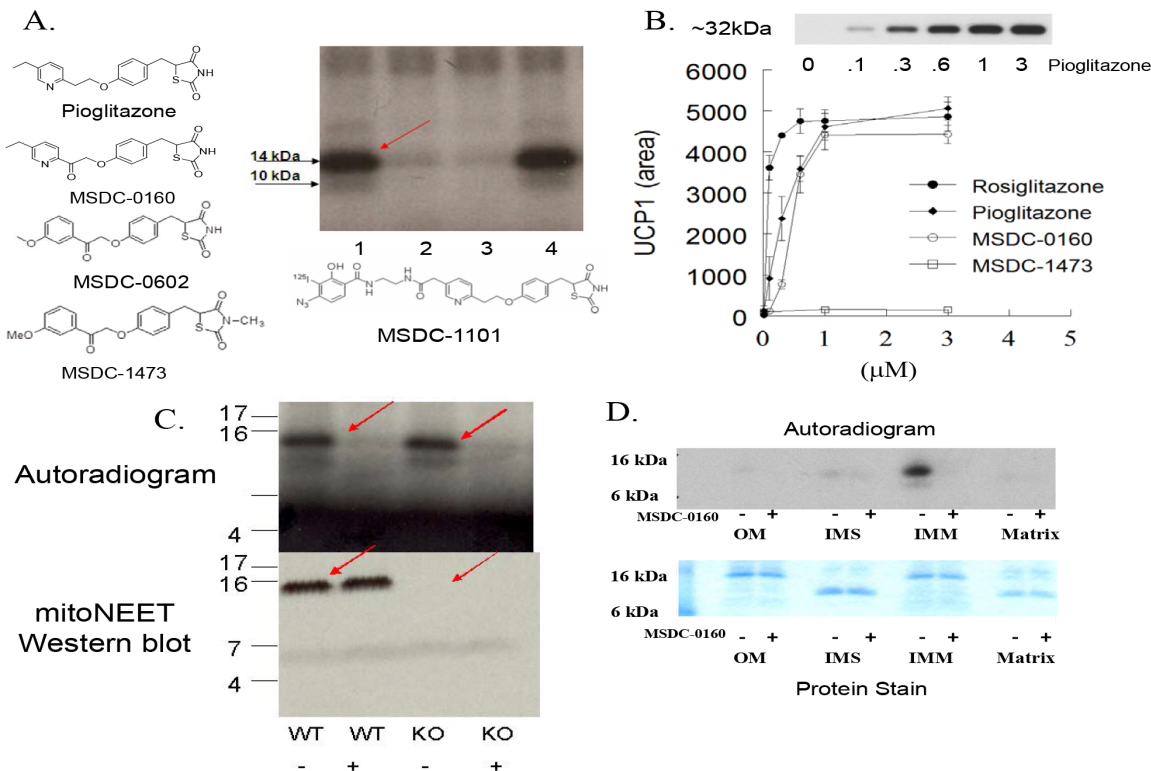 A.
Pioglitazone
MSDC-0160
MSDC-0602
MSDC-1473
14 kDa
10 kDa
1 2 3 4
MSDC-1101
B.
~32kDa
0 .1 .3 .6 1 3 Pioglitazone
UCP1 (area)
6000
5000
4000
3000
2000
1000
0
0 1 2 3 4 5
(μM)
Rosiglitazone
Pioglitazone
MSDC-0160
MSDC-1473
C.
Autoradiogram
17
16
4
mitoNEET
Western blot
17
16
7
4
WT WT KO KO
- + - +
D.
Autoradiogram
16 kDa
6 kDa
MSDC-0160 - + - + - + - +
OM IMS IMM Matrix
16 kDa
6 kDa
MSDC-0160 - + - + - + - +
OM IMS IMM Matrix
Protein Stain